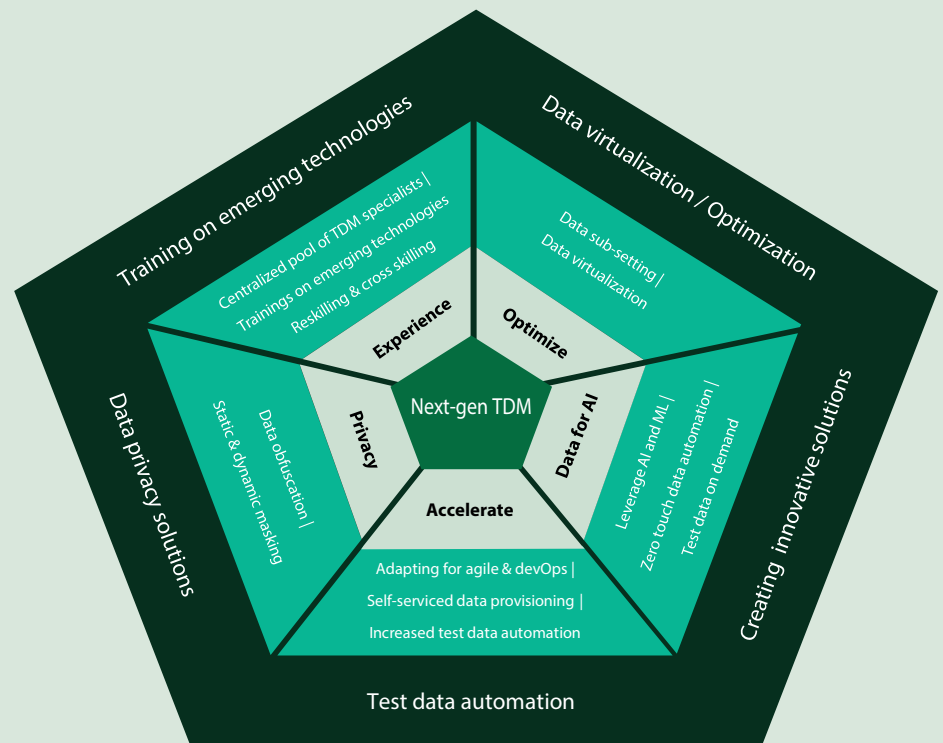 Training on emerging technologies
Centralized pool of TDM specialists |
Trainings on emerging technologies
Reskilling & cross skilling
Experience
Data virtualization / Optimization
Data sub-setting |
Data virtualization
Optimize
Next-gen TDM
Data privacy solutions
Static & dynamic masking
Data obfuscation |
Privacy
Data for AI
Leverage AI and ML |
Zero touch data automation |
Test data on demand
Creating innovative solutions
Accelerate
Adapting for agile & devOps |
Self-serviced data provisioning |
Increased test data automation
Test data automation